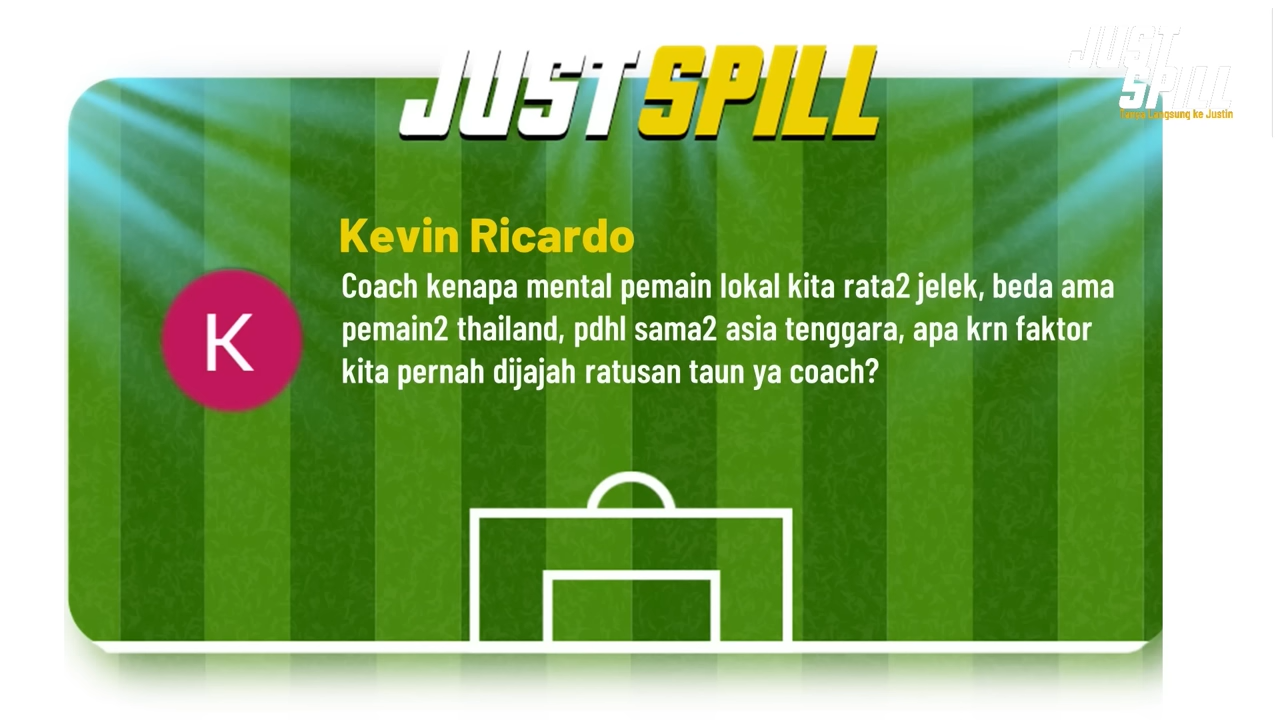 JUST SPILL
JUST
SPILL
Langsung ke Justin
Kevin Ricardo
K
Coach kenapa mental pemain lokal kita rata2 jelek, beda ama
pemain2 thailand, pdhl sama2 asia tenggara, apa krn faktor
kita pernah dijajah ratusan taun ya coach?